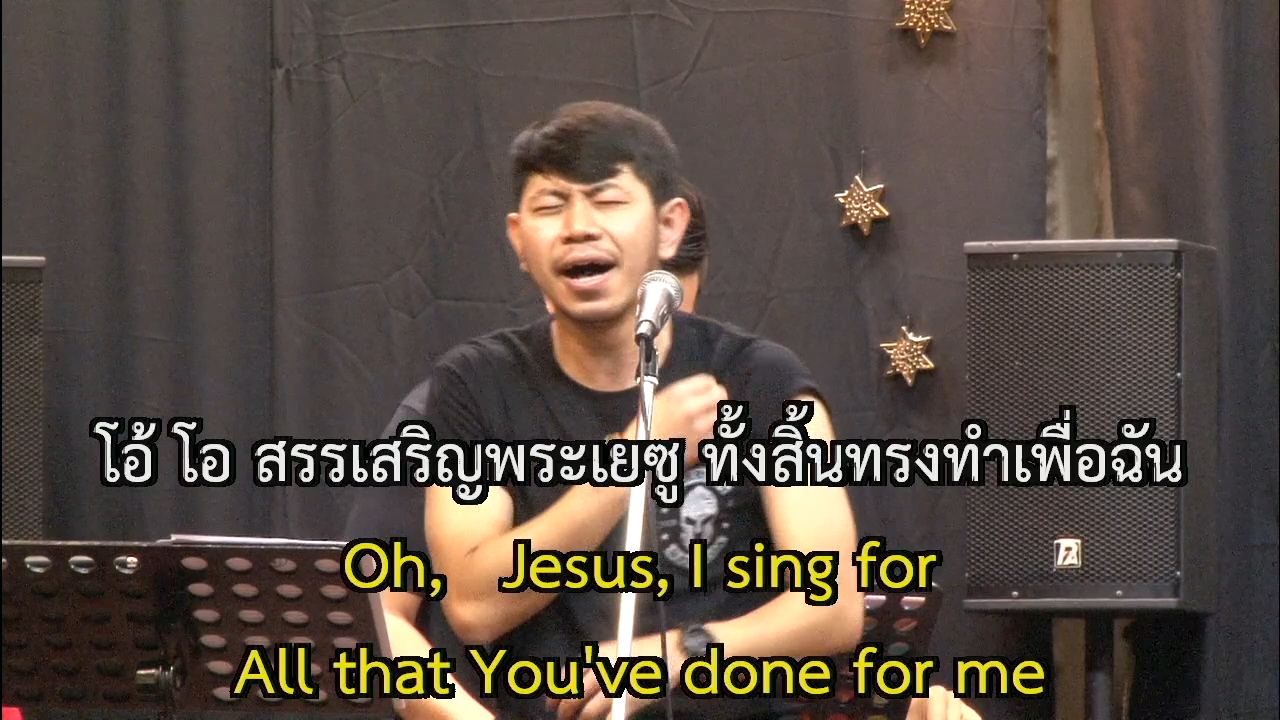 โอ้ โอ สรรเสริญพระเยซู ทั้งสิ้นทรงทำเพื่อฉัน
Oh, Jesus, I sing for
All that You've done for me